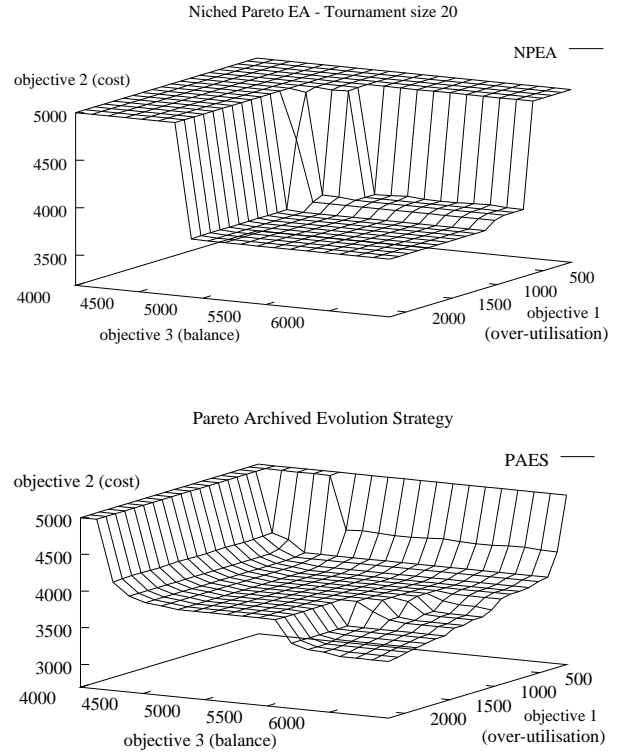 Niched Pareto EA - Tournament size 20
NPEA
objective 2 (cost)
5000
4500
4000
3500
4000
4500
5000
5500
6000
objective 3 (balance)
2000
1500
1000
500
objective 1
(over-utilisation)
Pareto Archived Evolution Strategy
PAES
objective 2 (cost)
5000
4500
4000
3500
3000
4000
4500
5000
5500
6000
objective 3 (balance)
2000
1500
1000
500
objective 1
(over-utilisation)